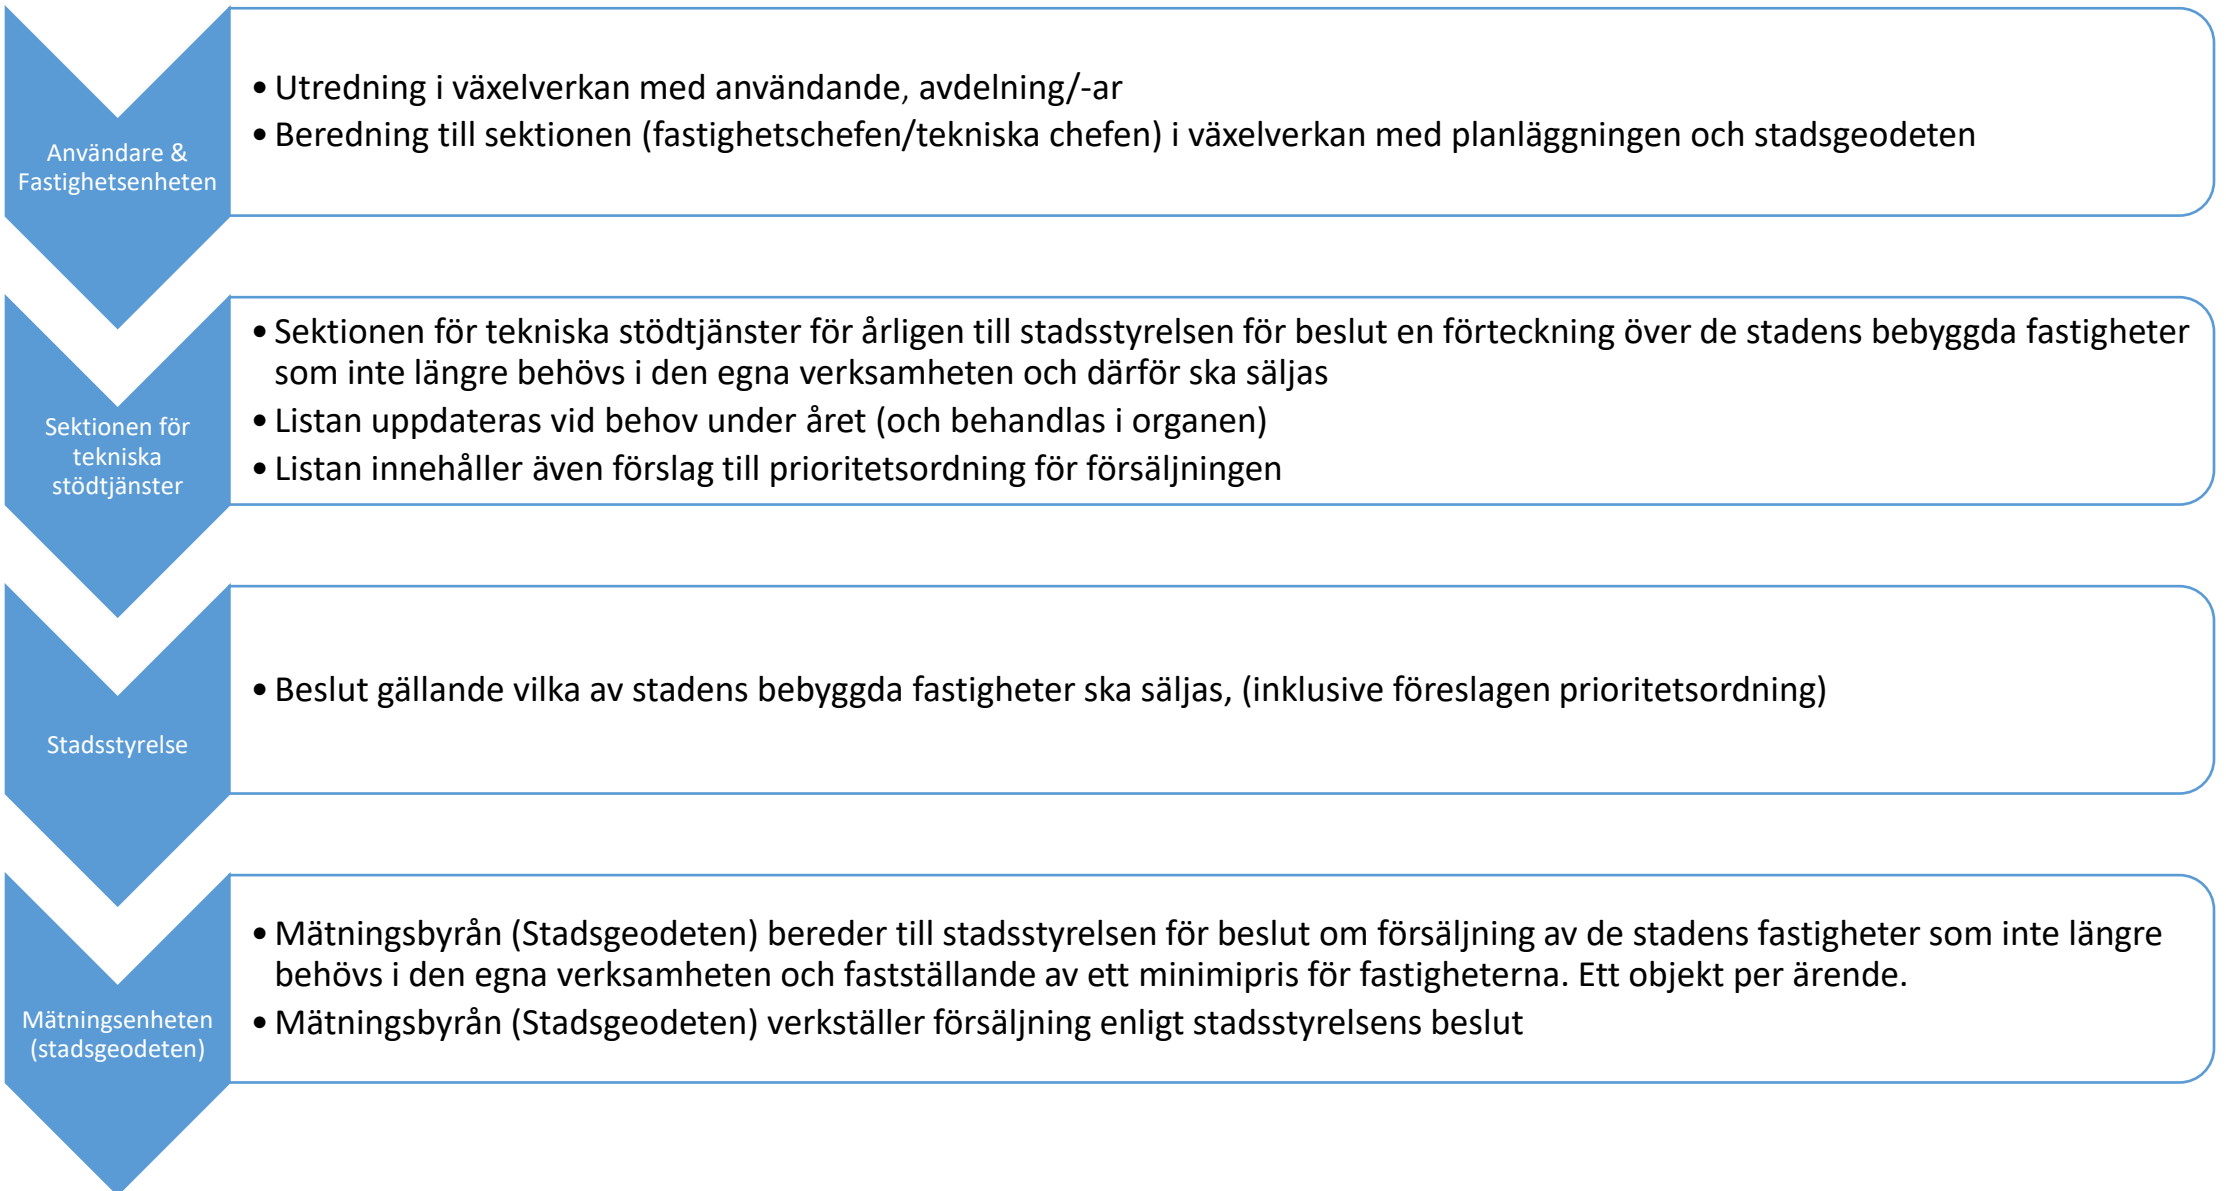 Användare &
Fastighetsenheten
• Utredning i växelverkan med användande, avdelning/-ar
• Beredning till sektionen (fastighetschefen/tekniska chefen) i växelverkan med planläggningen och stadsgeodeten
Sektionen för
tekniska
stödtjänster
• Sektionen för tekniska stödtjänster för årligen till stadsstyrelsen för beslut en förteckning över de stadens bebyggda fastigheter
som inte längre behövs i den egna verksamheten och därför ska säljas
• Listan uppdateras vid behov under året (och behandlas i organen)
• Listan innehåller även förslag till prioritetsordning för försäljningen
Stadsstyrelse
• Beslut gällande vilka av stadens bebyggda fastigheter ska säljas, (inklusive föreslagen prioritetsordning)
Mätningsenheten
(stadsgeodeten)
• Mätningsbyrån (Stadsgeodeten) bereder till stadsstyrelsen för beslut om försäljning av de stadens fastigheter som inte längre
behövs i den egna verksamheten och fastställande av ett minimipris för fastigheterna. Ett objekt per ärende.
• Mätningsbyrån (Stadsgeodeten) verkställer försäljning enligt stadsstyrelsens beslut